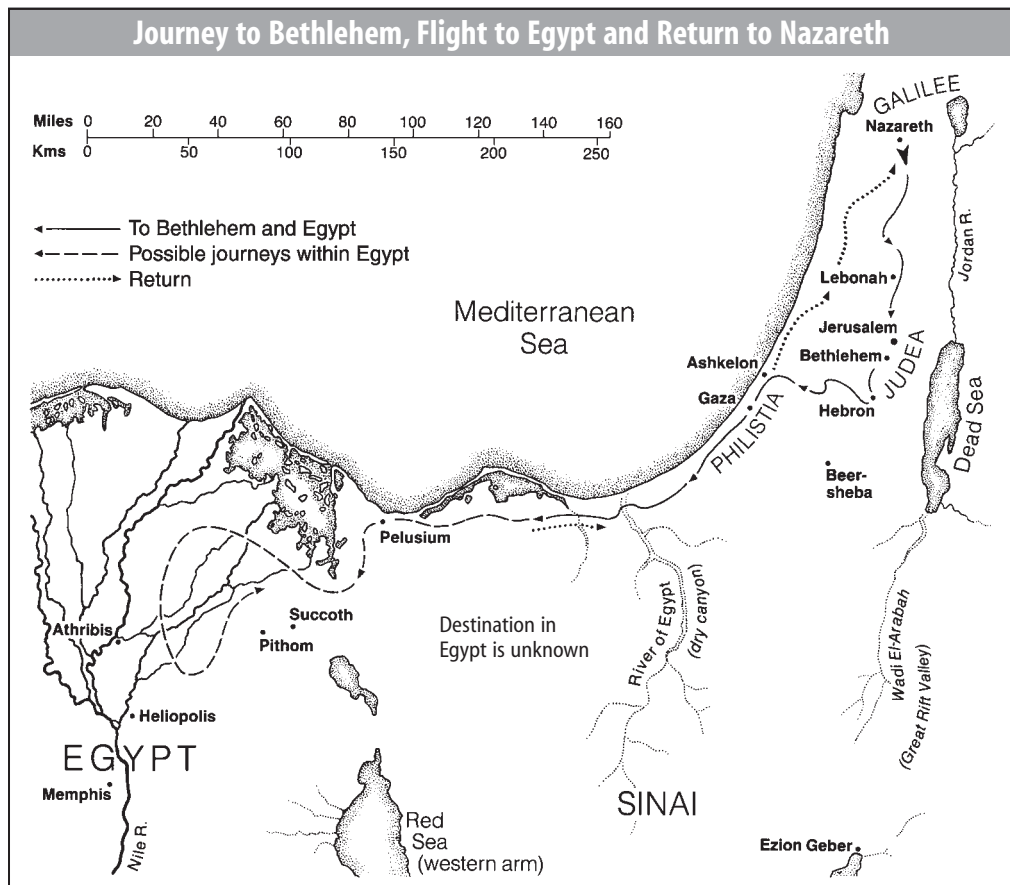 Journey to Bethlehem, Flight to Egypt and Return to Nazareth
Miles 0 20 40 60 80 100 120 140 160
Kms 0 50 100 150 200 250
To Bethlehem and Egypt
Possible journeys within Egypt
Return
GALILEE
Nazareth
Jordan R.
Mediterranean
Sea
Lebonah
Jerusalem
Bethlehem
JUDEA
Ashkelon
Gaza
Hebron
PHILISTIA
Dead Sea
Beer-
sheba
Pelusium
Succoth
Pithom
Athribis
Destination in
Egypt is unknown
River of Egypt
(dry canyon)
Wadi El-Arabah
(Great Rift Valley)
Heliopolis
EGYPT
Memphis
Nile R.
Red
Sea
(western arm)
SINAI
Ezion Geber